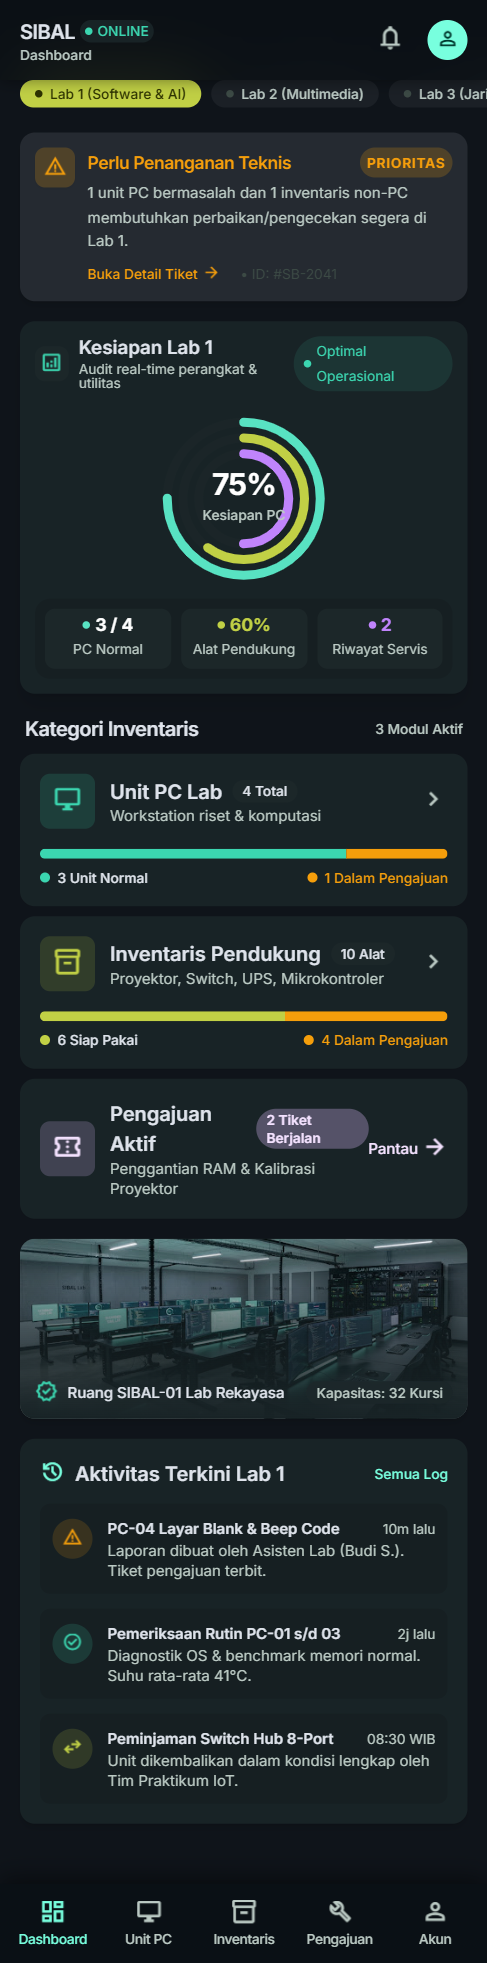 SIBAL
ONLINE
Dashboard
Lab 1 (Software & AI)
Lab 2 (Multimedia)
Lab 3 (Jari
Perlu Penanganan Teknis
PRIORITAS
1 unit PC bermasalah dan 1 inventaris non-PC
membutuhkan perbaikan/pengecekan segera di
Lab 1.
Buka Detail Tiket →
• ID: #SB-2041
Kesiapan Lab 1
Audit real-time perangkat &
utilitas
Optimal
Operasional
75%
Kesiapan PC
3 / 4
PC Normal
60%
Alat Pendukung
2
Riwayat Servis
Kategori Inventaris
3 Modul Aktif
Unit PC Lab
4 Total
Workstation riset & komputasi
3 Unit Normal
1 Dalam Pengajuan
Inventaris Pendukung
10 Alat
Proyektor, Switch, UPS, Mikrokontroler
6 Siap Pakai
4 Dalam Pengajuan
Pengajuan
Aktif
2 Tiket
Berjalan
Penggantian RAM & Kalibrasi
Proyektor
Pantau →
Ruang SIBAL-01 Lab Rekayasa
Kapasitas: 32 Kursi
Aktivitas Terkini Lab 1
Semua Log
PC-04 Layar Blank & Beep Code
10m lalu
Laporan dibuat oleh Asisten Lab (Budi S.).
Tiket pengajuan terbit.
Pemeriksaan Rutin PC-01 s/d 03
2j lalu
Diagnostik OS & benchmark memori normal.
Suhu rata-rata 41°C.
Peminjaman Switch Hub 8-Port
08:30 WIB
Unit dikembalikan dalam kondisi lengkap oleh
Tim Praktikum IoT.
Dashboard
Unit PC
Inventaris
Pengajuan
Akun